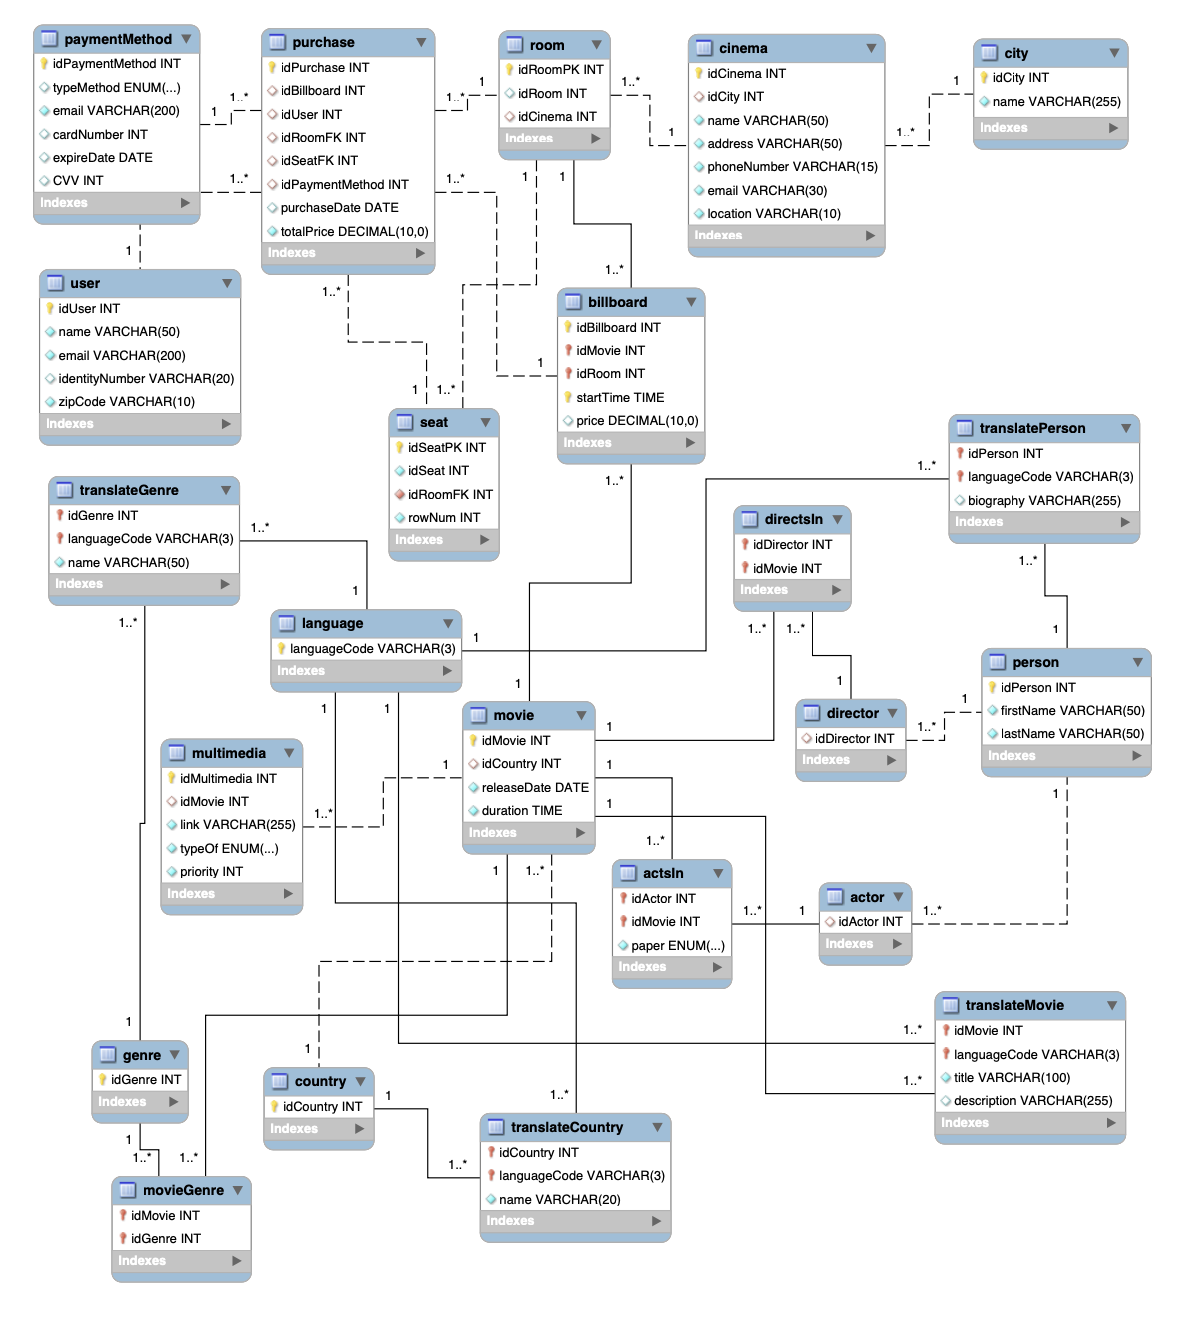 paymentMethod
idPaymentMethod INT
typeMethod ENUM(...)
email VARCHAR(200)
cardNumber INT
expireDate DATE
CVV INT
Indexes
purchase
idPurchase INT
idBillboard INT
idUser INT
idRoomFK INT
idSeatFK INT
idPaymentMethod INT
purchaseDate DATE
totalPrice DECIMAL(10,0)
Indexes
room
idRoomPK INT
idRoom INT
idCinema INT
Indexes
cinema
idCinema INT
idCity INT
name VARCHAR(50)
address VARCHAR(50)
phoneNumber VARCHAR(15)
email VARCHAR(30)
location VARCHAR(10)
Indexes
city
idCity INT
name VARCHAR(255)
Indexes
1
1..*
1..*
1
1..*
1
1..*
1
1..*
1..*
1
1
1
1..*
user
idUser INT
name VARCHAR(50)
email VARCHAR(200)
identityNumber VARCHAR(20)
zipCode VARCHAR(10)
Indexes
billboard
idBillboard INT
idMovie INT
idRoom INT
startTime TIME
price DECIMAL(10,0)
Indexes
1..*
1
1
1..*
seat
idSeatPK INT
idSeat INT
idRoomFK INT
rowNum INT
Indexes
1..*
translatePerson
idPerson INT
languageCode VARCHAR(3)
biography VARCHAR(255)
Indexes
1..*
1..*
1
translateGenre
idGenre INT
languageCode VARCHAR(3)
name VARCHAR(50)
Indexes
1..*
1
1..*
directsIn
idDirector INT
idMovie INT
Indexes
1..*
1..*
1
language
languageCode VARCHAR(3)
Indexes
1
1
1
person
idPerson INT
firstName VARCHAR(50)
lastName VARCHAR(50)
Indexes
1
1..*
1
director
idDirector INT
Indexes
movie
idMovie INT
idCountry INT
releaseDate DATE
duration TIME
Indexes
1
1
1
1
1
1
1..*
multimedia
idMultimedia INT
idMovie INT
link VARCHAR(255)
typeOf ENUM(...)
priority INT
Indexes
1..*
1..*
actsIn
idActor INT
idMovie INT
paper ENUM(...)
Indexes
1..*
1
actor
idActor INT
Indexes
1..*
translateMovie
idMovie INT
languageCode VARCHAR(3)
title VARCHAR(100)
description VARCHAR(255)
Indexes
1..*
1..*
1
genre
idGenre INT
Indexes
1
1..*
1..*
1
country
idCountry INT
Indexes
1
1..*
1..*
translateCountry
idCountry INT
languageCode VARCHAR(3)
name VARCHAR(20)
Indexes
movieGenre
idMovie INT
idGenre INT
Indexes